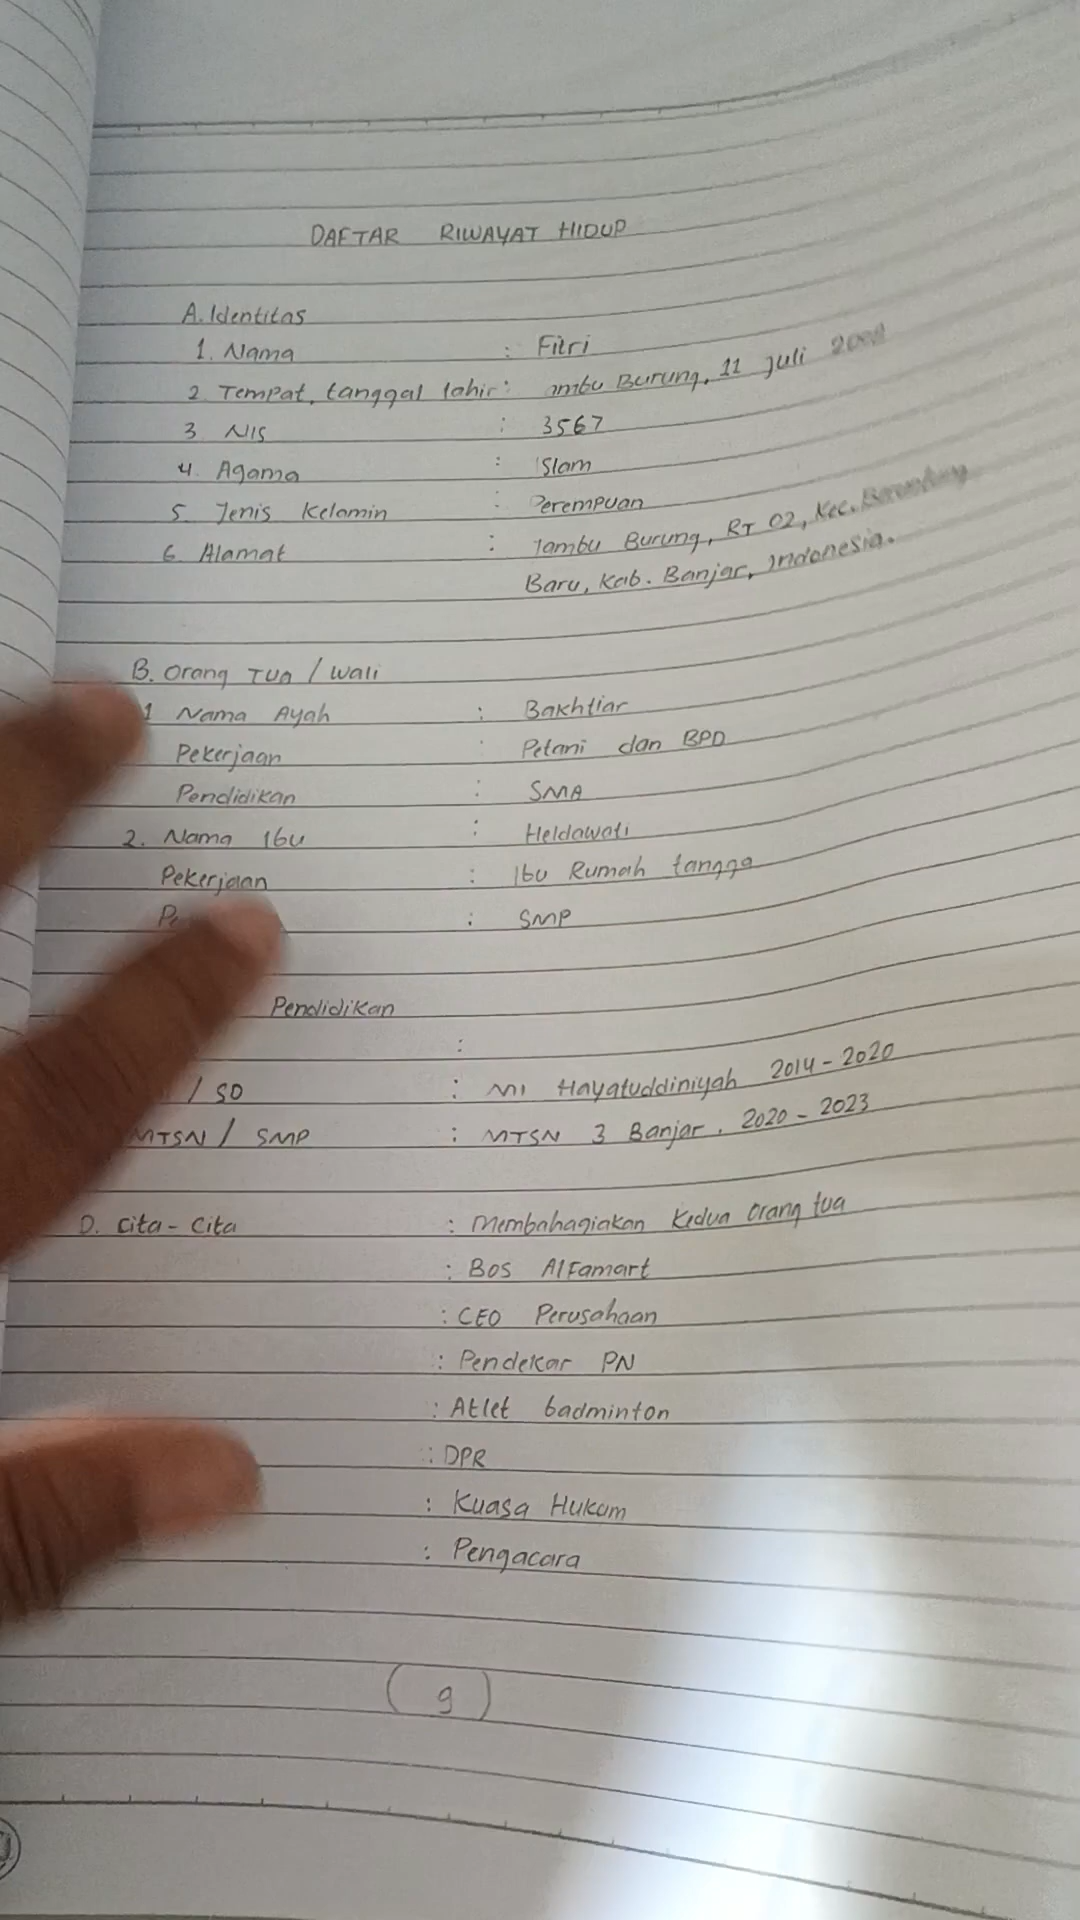 DAFTAR RIWAYAT HIDUP
A. Identitas
1. Nama : Fitri
2 Tempat, tanggal lahir : ambu Burung, 11 juli
3 NIS : 3567
4. Agama : Islam
5. Jenis Kelamin : Perempuan
6. Alamat : Jambu Burung, RT 02, Kec.
Baru, Kab. Banjar, Indonesia.
B. Orang Tua / Wali
1 Nama Ayah : Bakhtiar
Pekerjaan : Petani dan BPD
Pendidikan : SMA
2. Nama Ibu : Heldawati
Pekerjaan : Ibu Rumah tangga
: SMP
Pendidikan
:
/ SD : MI Hayatuddiniyah 2014 - 2020
MTSN / SMP : MTSN 3 Banjar. 2020 - 2023
D. Cita - Cita : Membahagiakan Kedua Orang tua
: Bos Alfamart
: CEO Perusahaan
: Pendekar PN
: Atlet badminton
: DPR
: Kuasa Hukum
: Pengacara
( 9 )